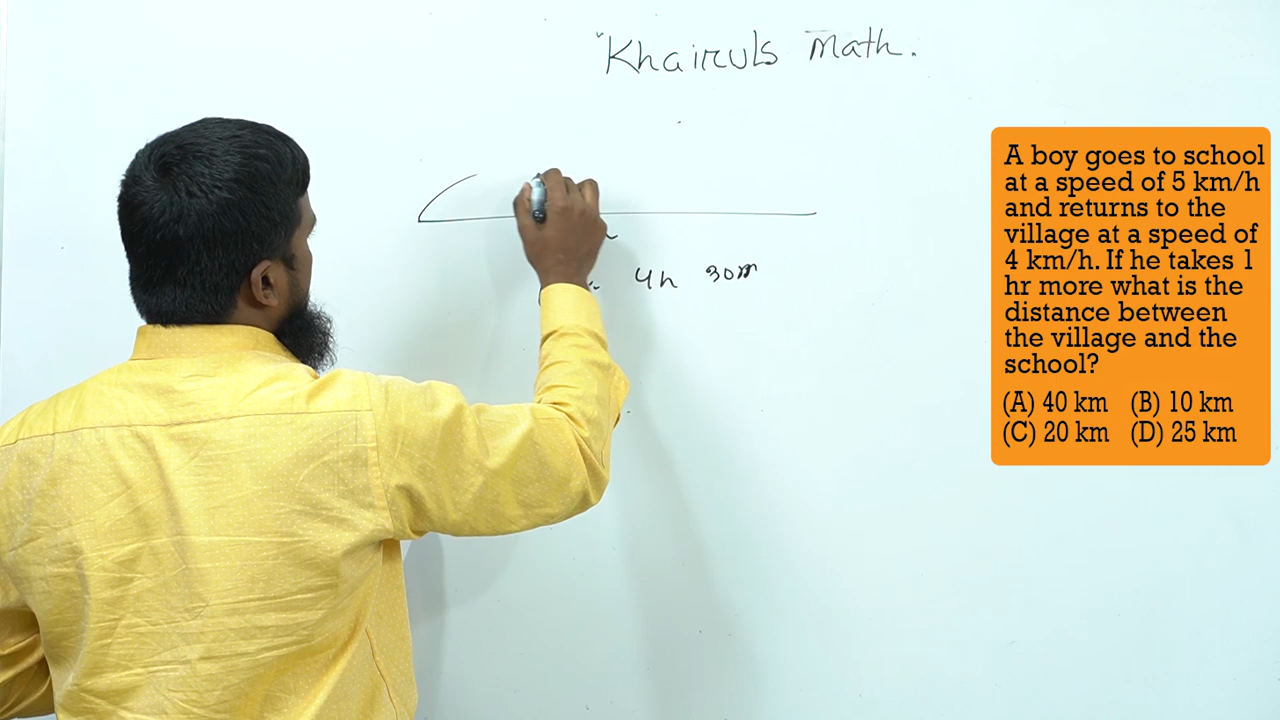 Khairuls math.
4h 30m
A boy goes to school
at a speed of 5 km/h
and returns to the
village at a speed of
4 km/h. If he takes 1
hr more what is the
distance between
the village and the
school?
(A) 40 km (B) 10 km
(C) 20 km (D) 25 km